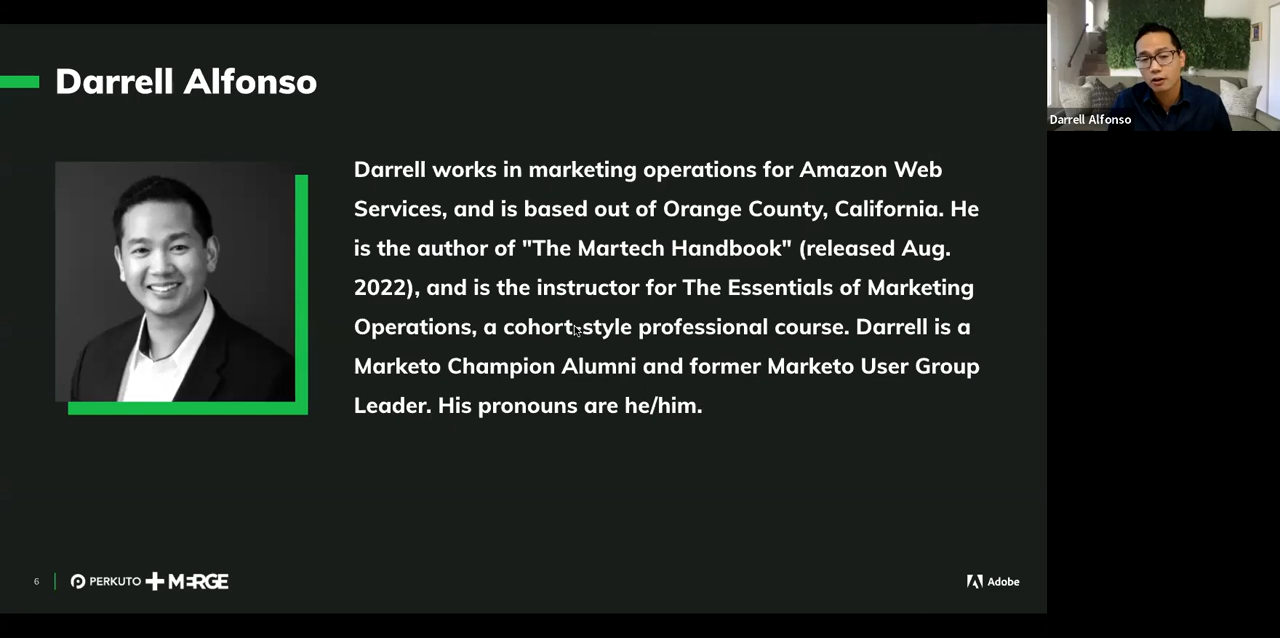 Darrell Alfonso
Darrell works in marketing operations for Amazon Web
Services, and is based out of Orange County, California. He
is the author of "The Martech Handbook" (released Aug.
2022), and is the instructor for The Essentials of Marketing
Operations, a cohort-style professional course. Darrell is a
Marketo Champion Alumni and former Marketo User Group
Leader. His pronouns are he/him.
6
PERKUTO + MERGE
Adobe
Darrell Alfonso